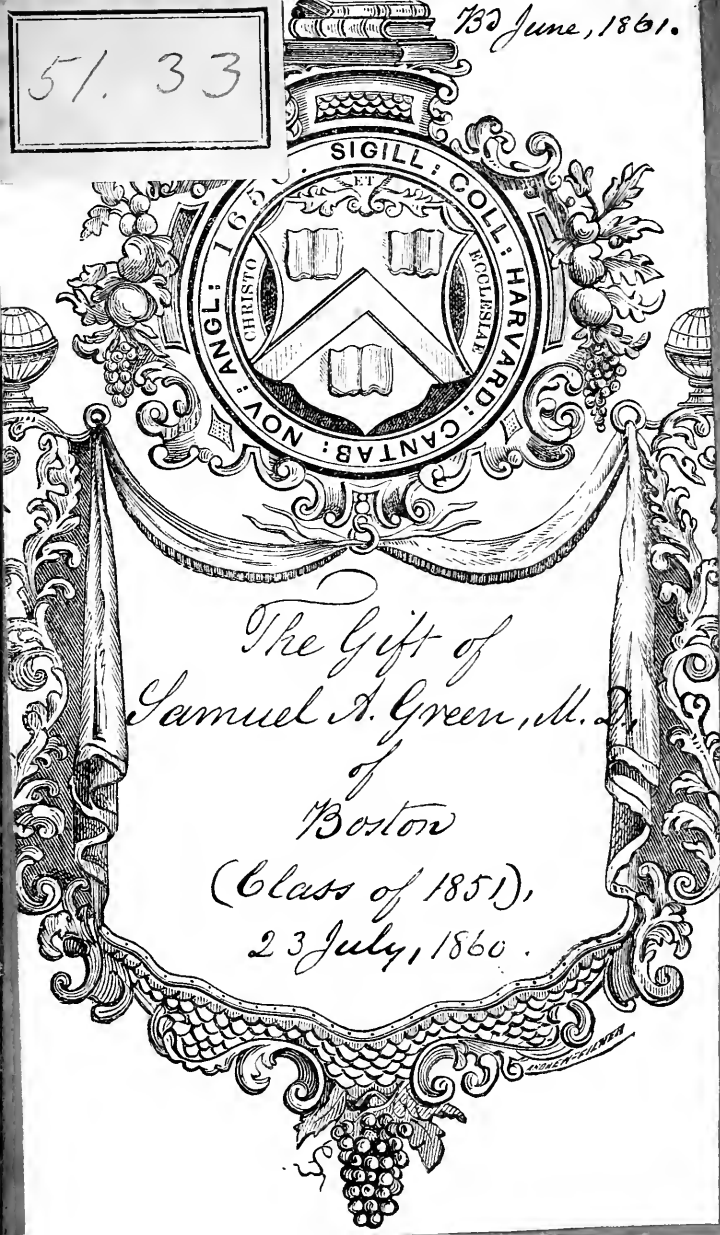 51. 33
Bd June, 1861.
SIGILL: COLL: HARVARD: CANTAB: NOV: ANGL: 1650.
ET
CHRISTO
ECCLESIAE
The Gift of
Samuel A. Green, M. D.
of
Boston
(Class of 1851),
23 July, 1860.